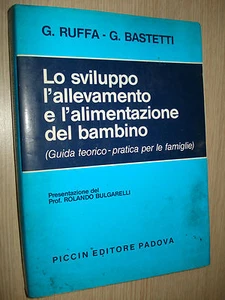 G. RUFFA - G. BASTETTI
Lo sviluppo
l'allevamento
e l'alimentazione
del bambino
(Guida teorico-pratica per le famiglie)
Presentazione del
Prof. ROLANDO BULGARELLI
PICCIN EDITORE PADOVA